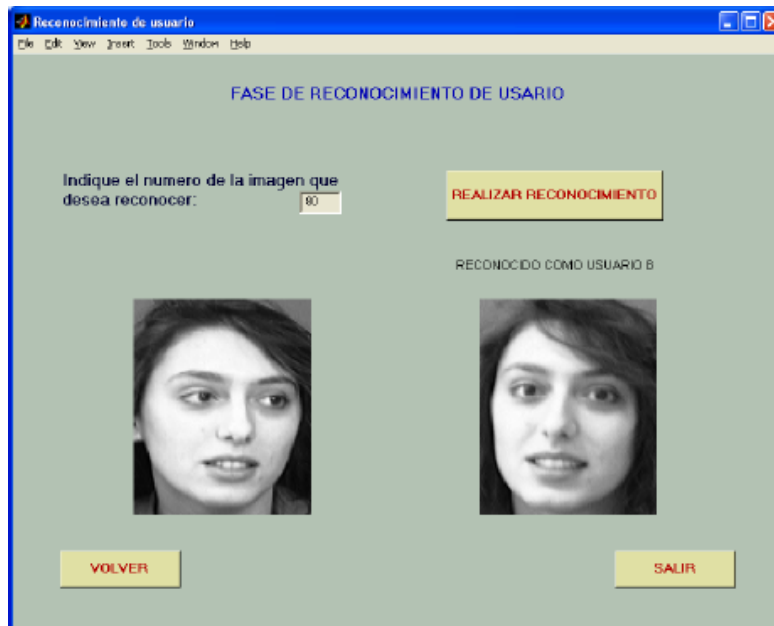 Reconocimiento de usuario
File Edit View Insert Tools Window Help
FASE DE RECONOCIMIENTO DE USARIO
Indique el numero de la imagen que
desea reconocer:
80
REALIZAR RECONOCIMIENTO
RECONOCIDO COMO USUARIO 8
VOLVER
SALIR